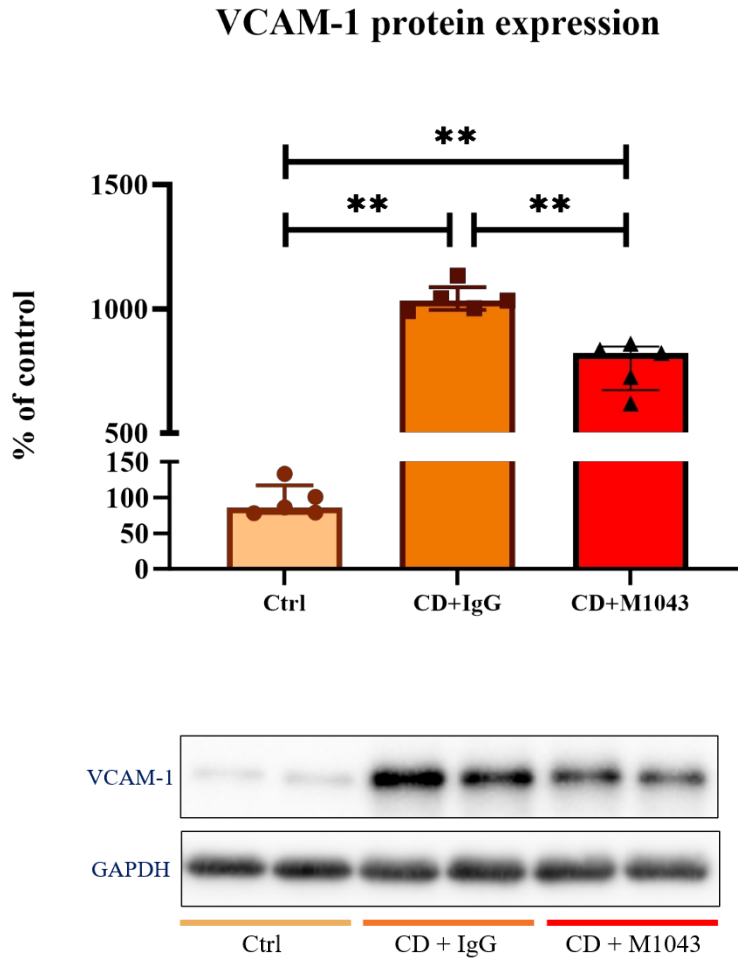 VCAM-1 protein expression
**
** **
% of control
1500
1000
500
150
100
50
0
Ctrl CD+IgG CD+M1043
VCAM-1
GAPDH
Ctrl CD + IgG CD + M1043